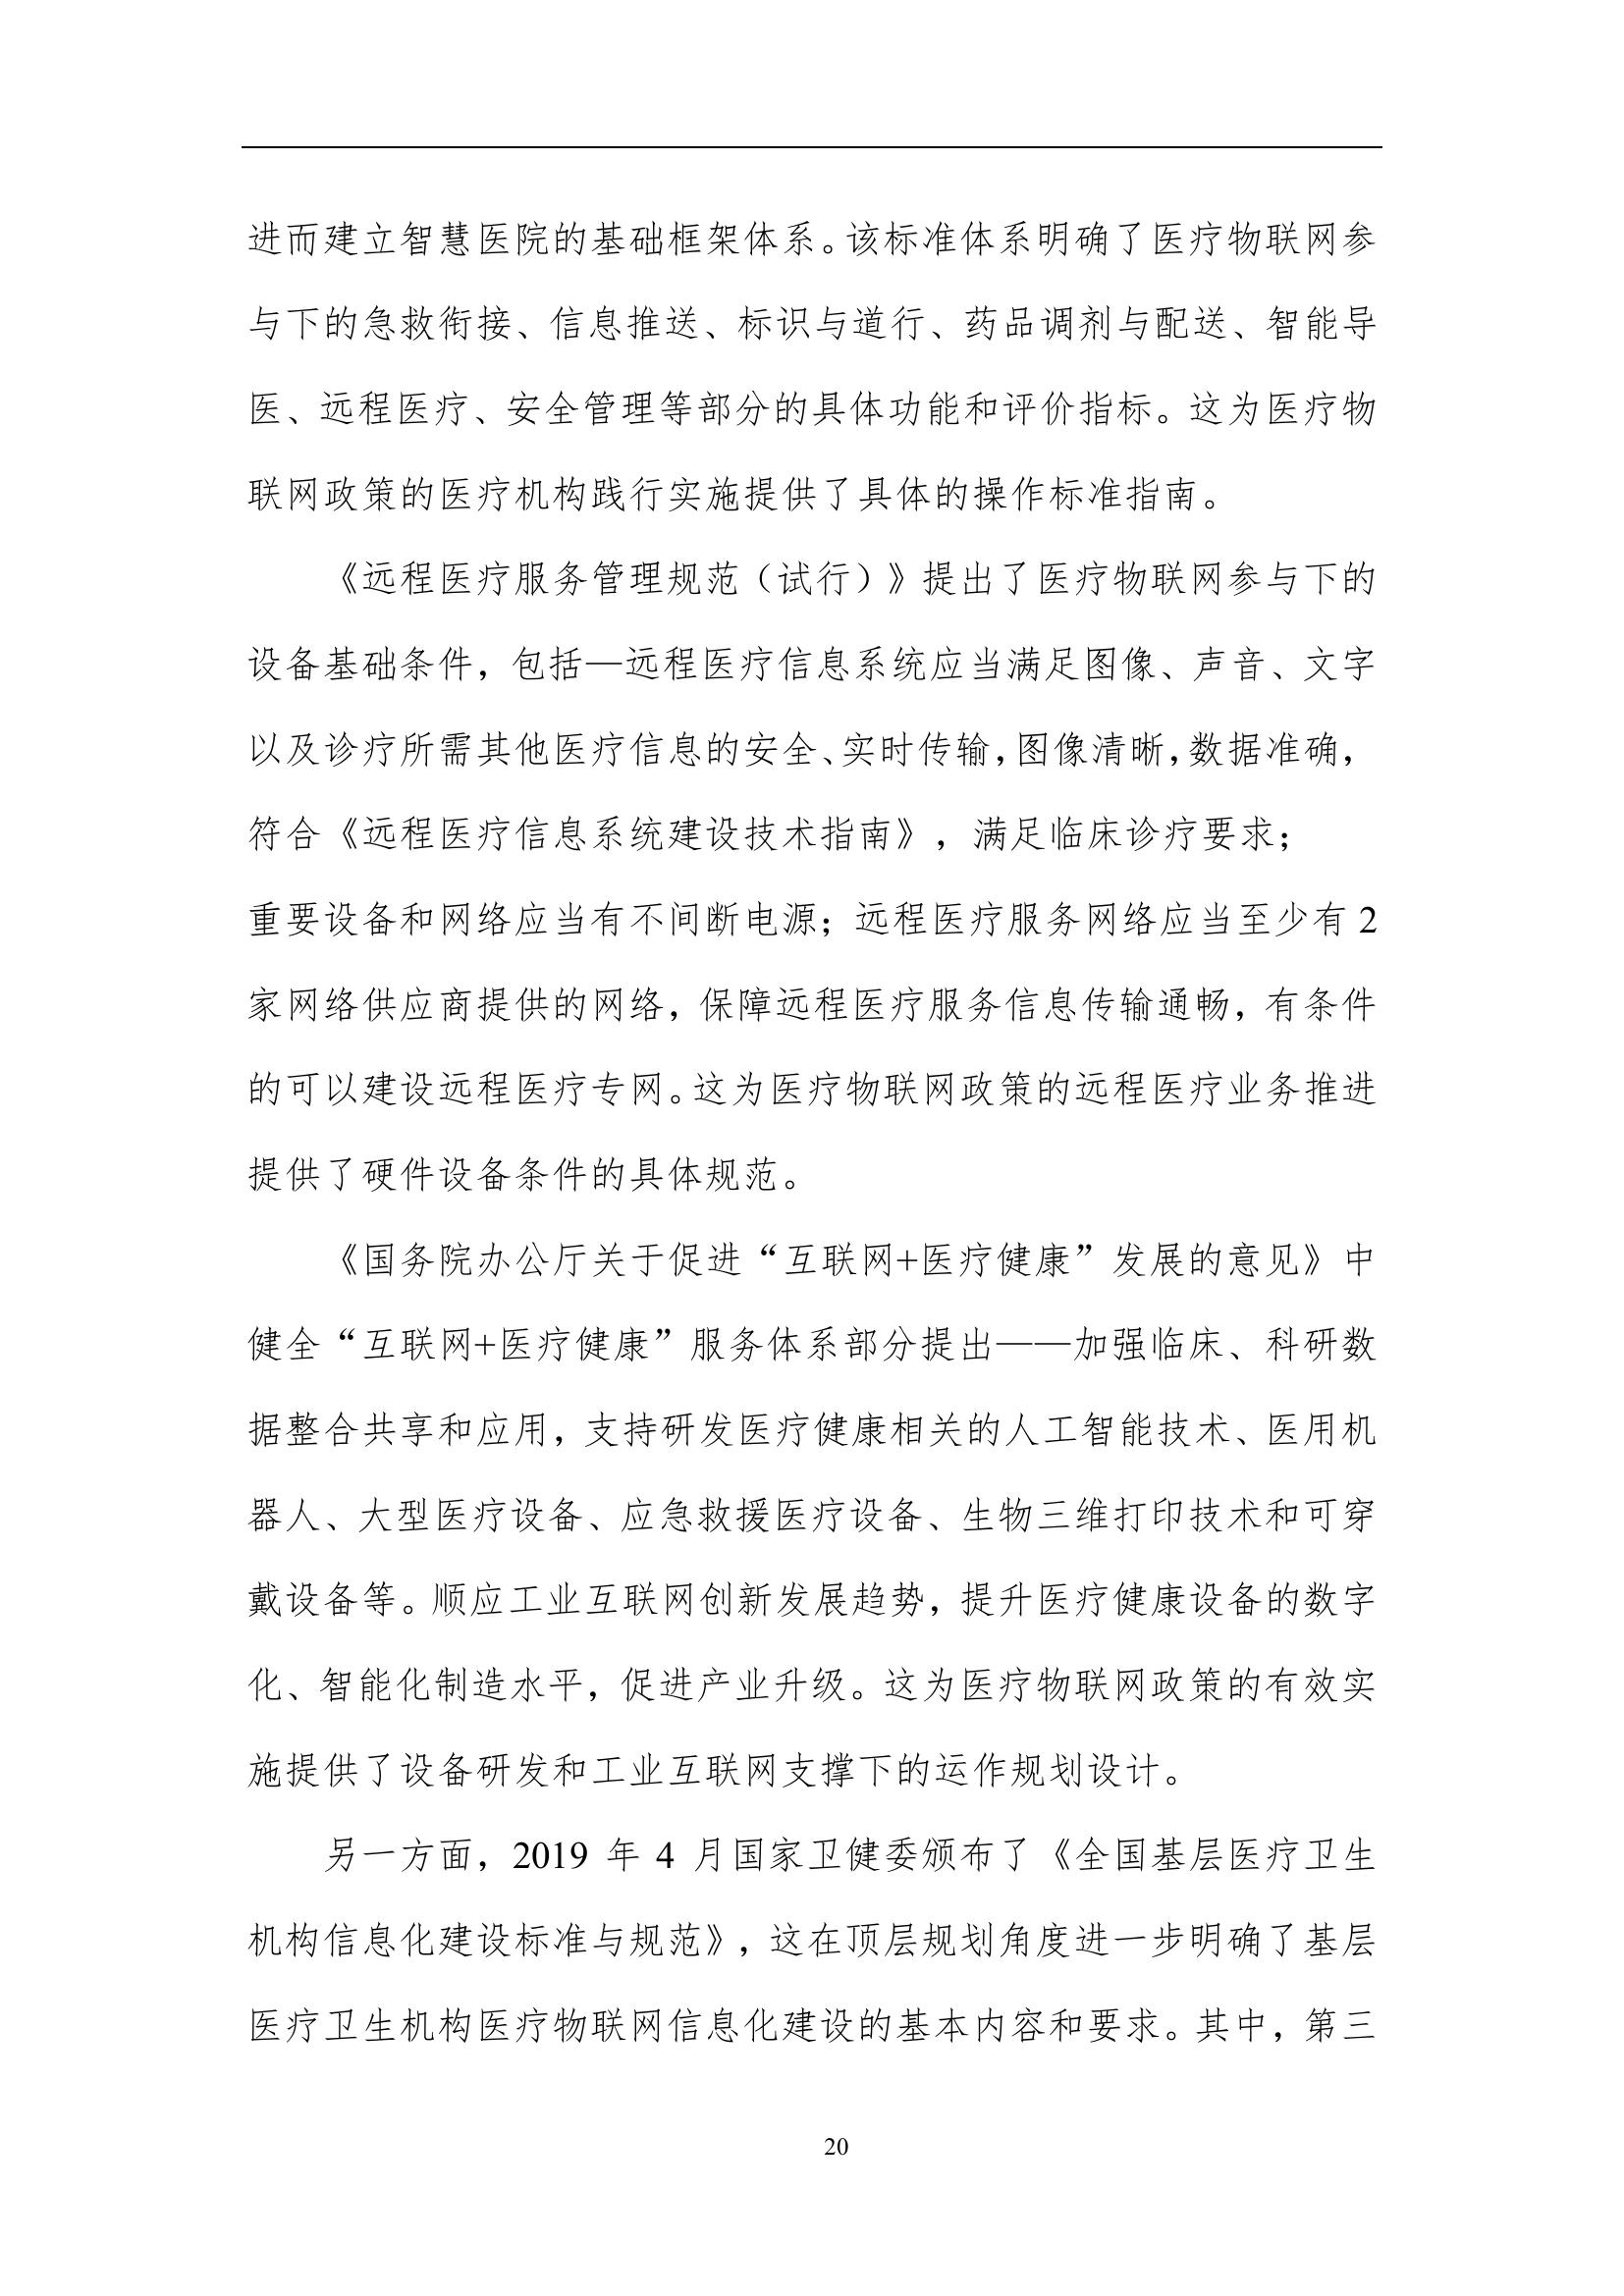 进而建立智慧医院的基础框架体系。该标准体系明确了医疗物联网参
与下的急救衔接、信息推送、标识与道行、药品调剂与配送、智能导
医、远程医疗、安全管理等部分的具体功能和评价指标。这为医疗物
联网政策的医疗机构践行实施提供了具体的操作标准指南。
《远程医疗服务管理规范（试行）》提出了医疗物联网参与下的
设备基础条件，包括—远程医疗信息系统应当满足图像、声音、文字
以及诊疗所需其他医疗信息的安全、实时传输，图像清晰，数据准确，
符合《远程医疗信息系统建设技术指南》，满足临床诊疗要求；
重要设备和网络应当有不间断电源；远程医疗服务网络应当至少有 2
家网络供应商提供的网络，保障远程医疗服务信息传输通畅，有条件
的可以建设远程医疗专网。这为医疗物联网政策的远程医疗业务推进
提供了硬件设备条件的具体规范。
《国务院办公厅关于促进“互联网+医疗健康”发展的意见》中
健全“互联网+医疗健康”服务体系部分提出——加强临床、科研数
据整合共享和应用，支持研发医疗健康相关的人工智能技术、医用机
器人、大型医疗设备、应急救援医疗设备、生物三维打印技术和可穿
戴设备等。顺应工业互联网创新发展趋势，提升医疗健康设备的数字
化、智能化制造水平，促进产业升级。这为医疗物联网政策的有效实
施提供了设备研发和工业互联网支撑下的运作规划设计。
另一方面，2019 年 4 月国家卫健委颁布了《全国基层医疗卫生
机构信息化建设标准与规范》，这在顶层规划角度进一步明确了基层
医疗卫生机构医疗物联网信息化建设的基本内容和要求。其中，第三
20